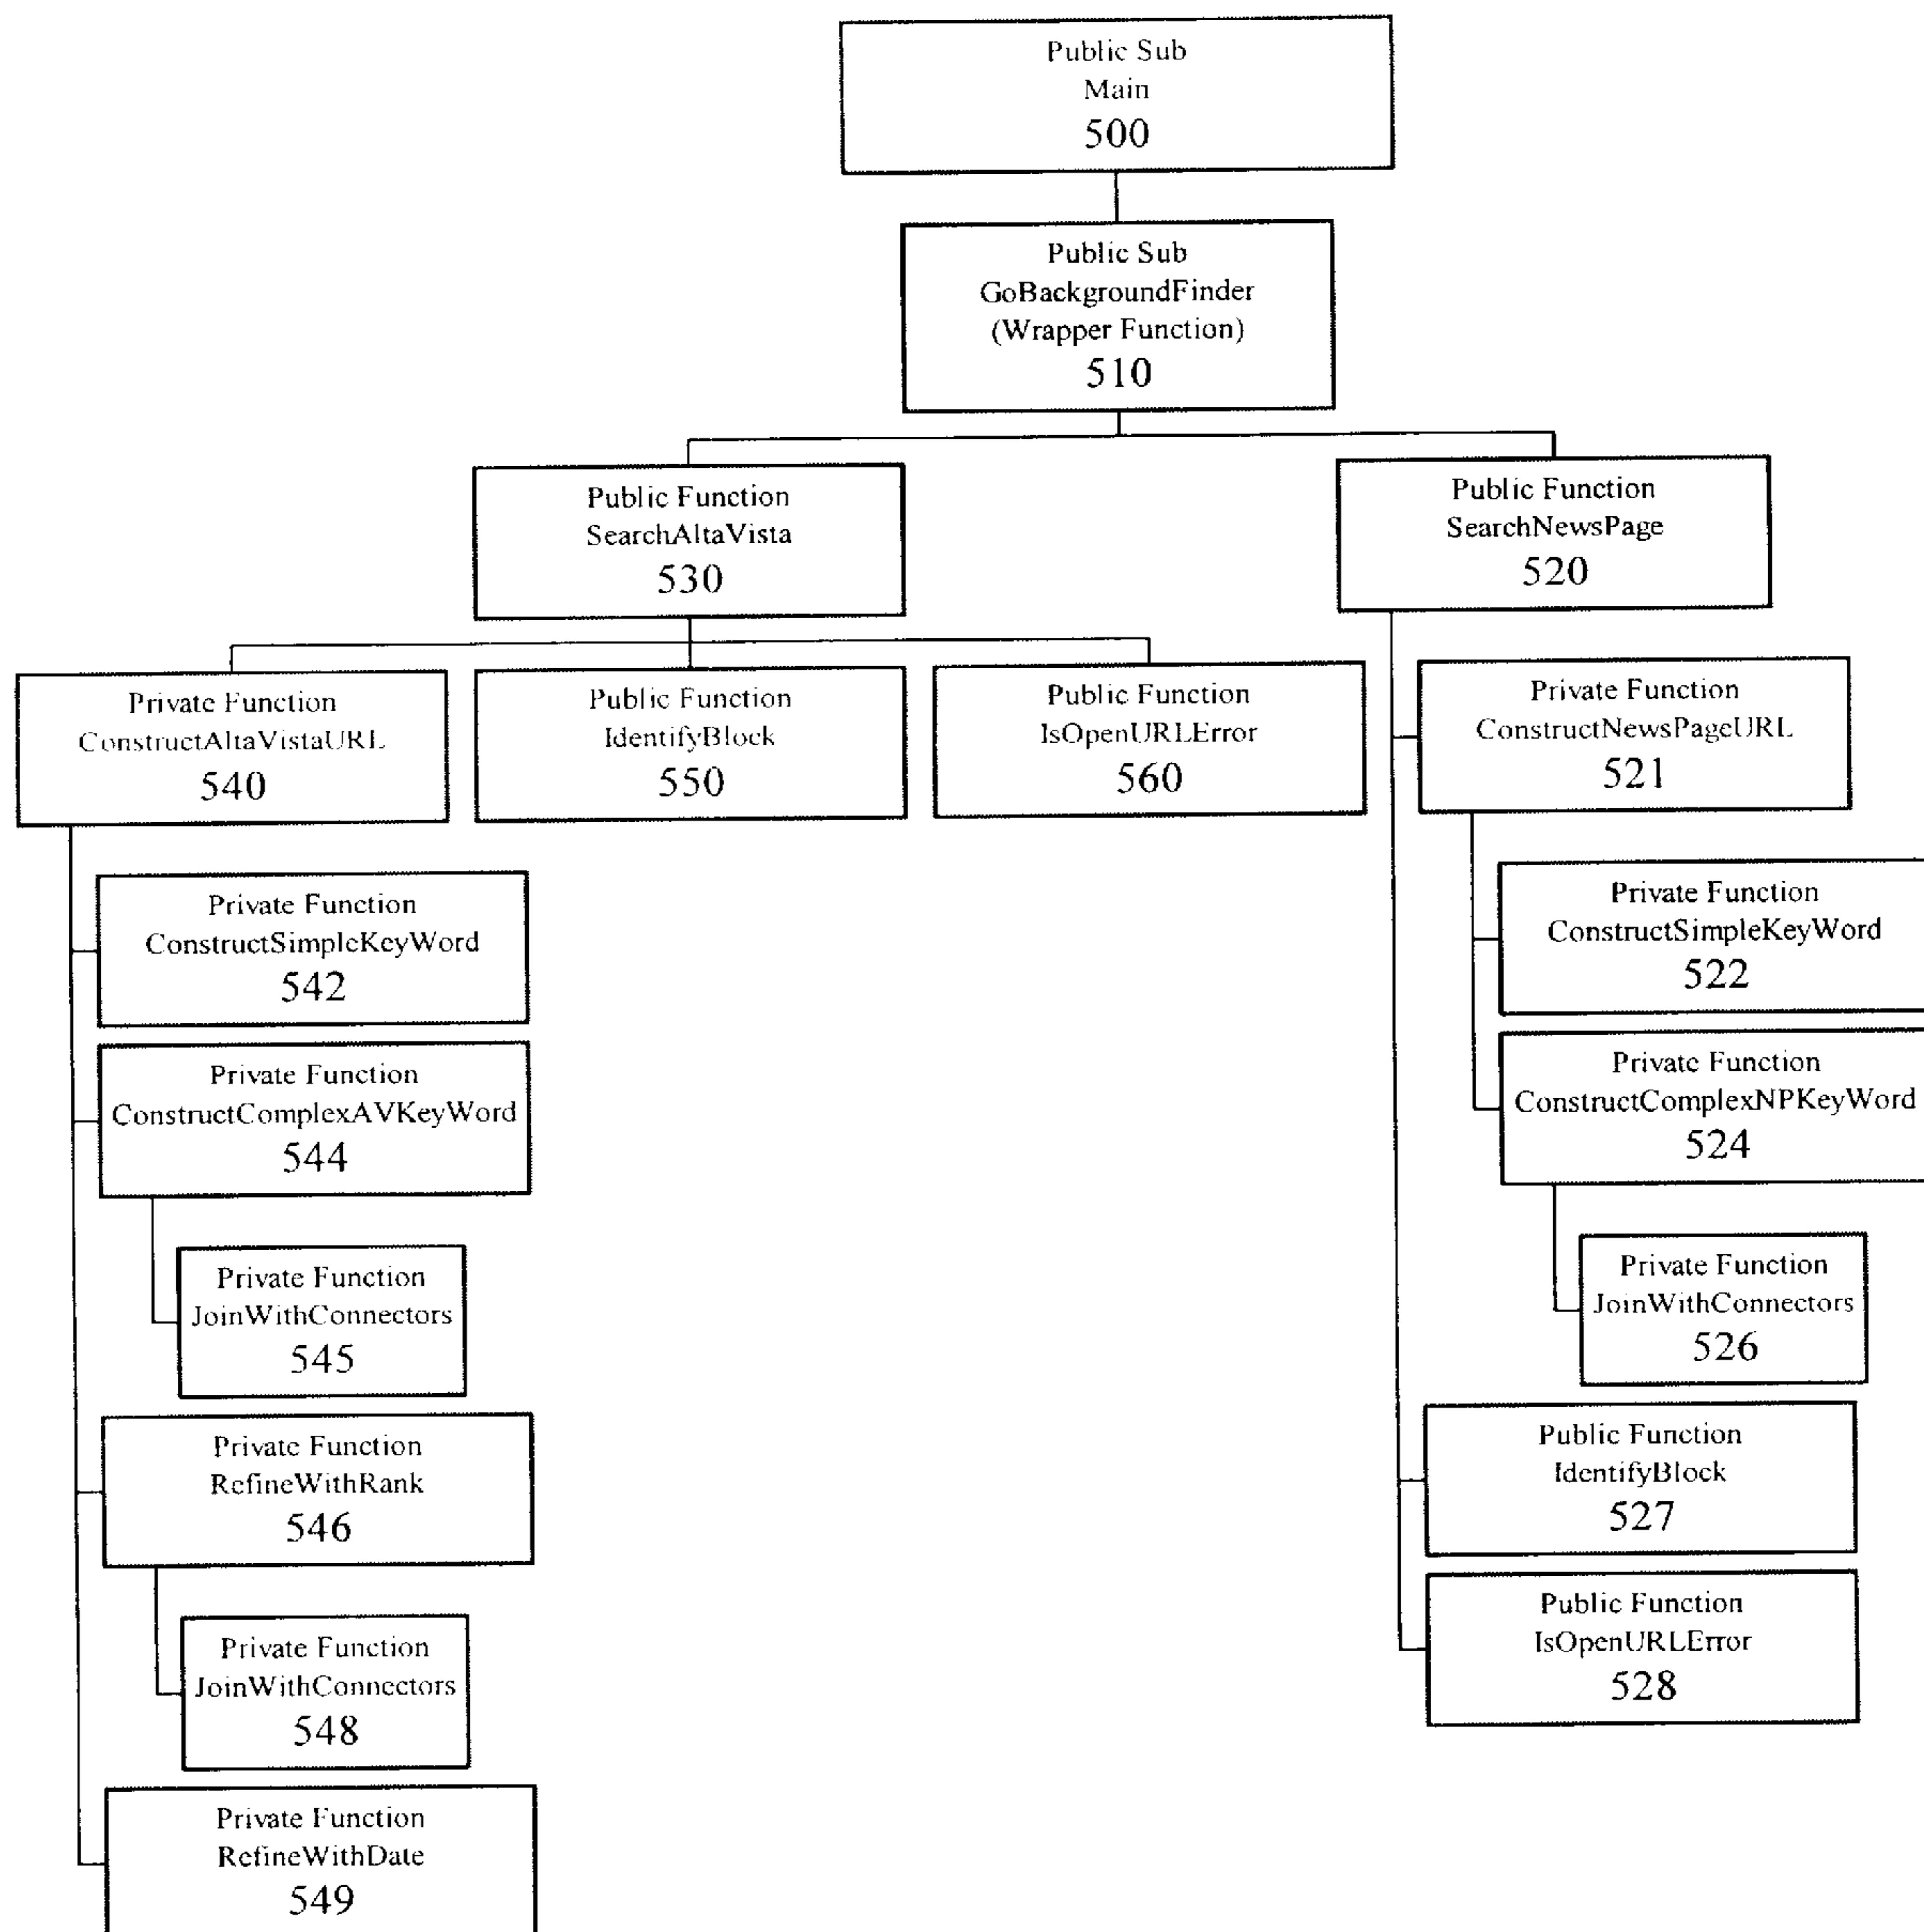 Public Sub
Main
500
Public Sub
GoBackgroundFinder
(Wrapper Function)
510
Public Function
SearchAltaVista
530
Public Function
SearchNewsPage
520
Private Function
ConstructAltaVistaURL
540
Public Function
IdentifyBlock
550
Public Function
IsOpenURLError
560
Private Function
ConstructNewsPageURL
521
Private Function
ConstructSimpleKeyWord
542
Private Function
ConstructComplexAVKeyWord
544
Private Function
JoinWithConnectors
545
Private Function
RefineWithRank
546
Private Function
JoinWithConnectors
548
Private Function
RefineWithDate
549
Private Function
ConstructSimpleKeyWord
522
Private Function
ConstructComplexNPKeyWord
524
Private Function
JoinWithConnectors
526
Public Function
IdentifyBlock
527
Public Function
IsOpenURLError
528